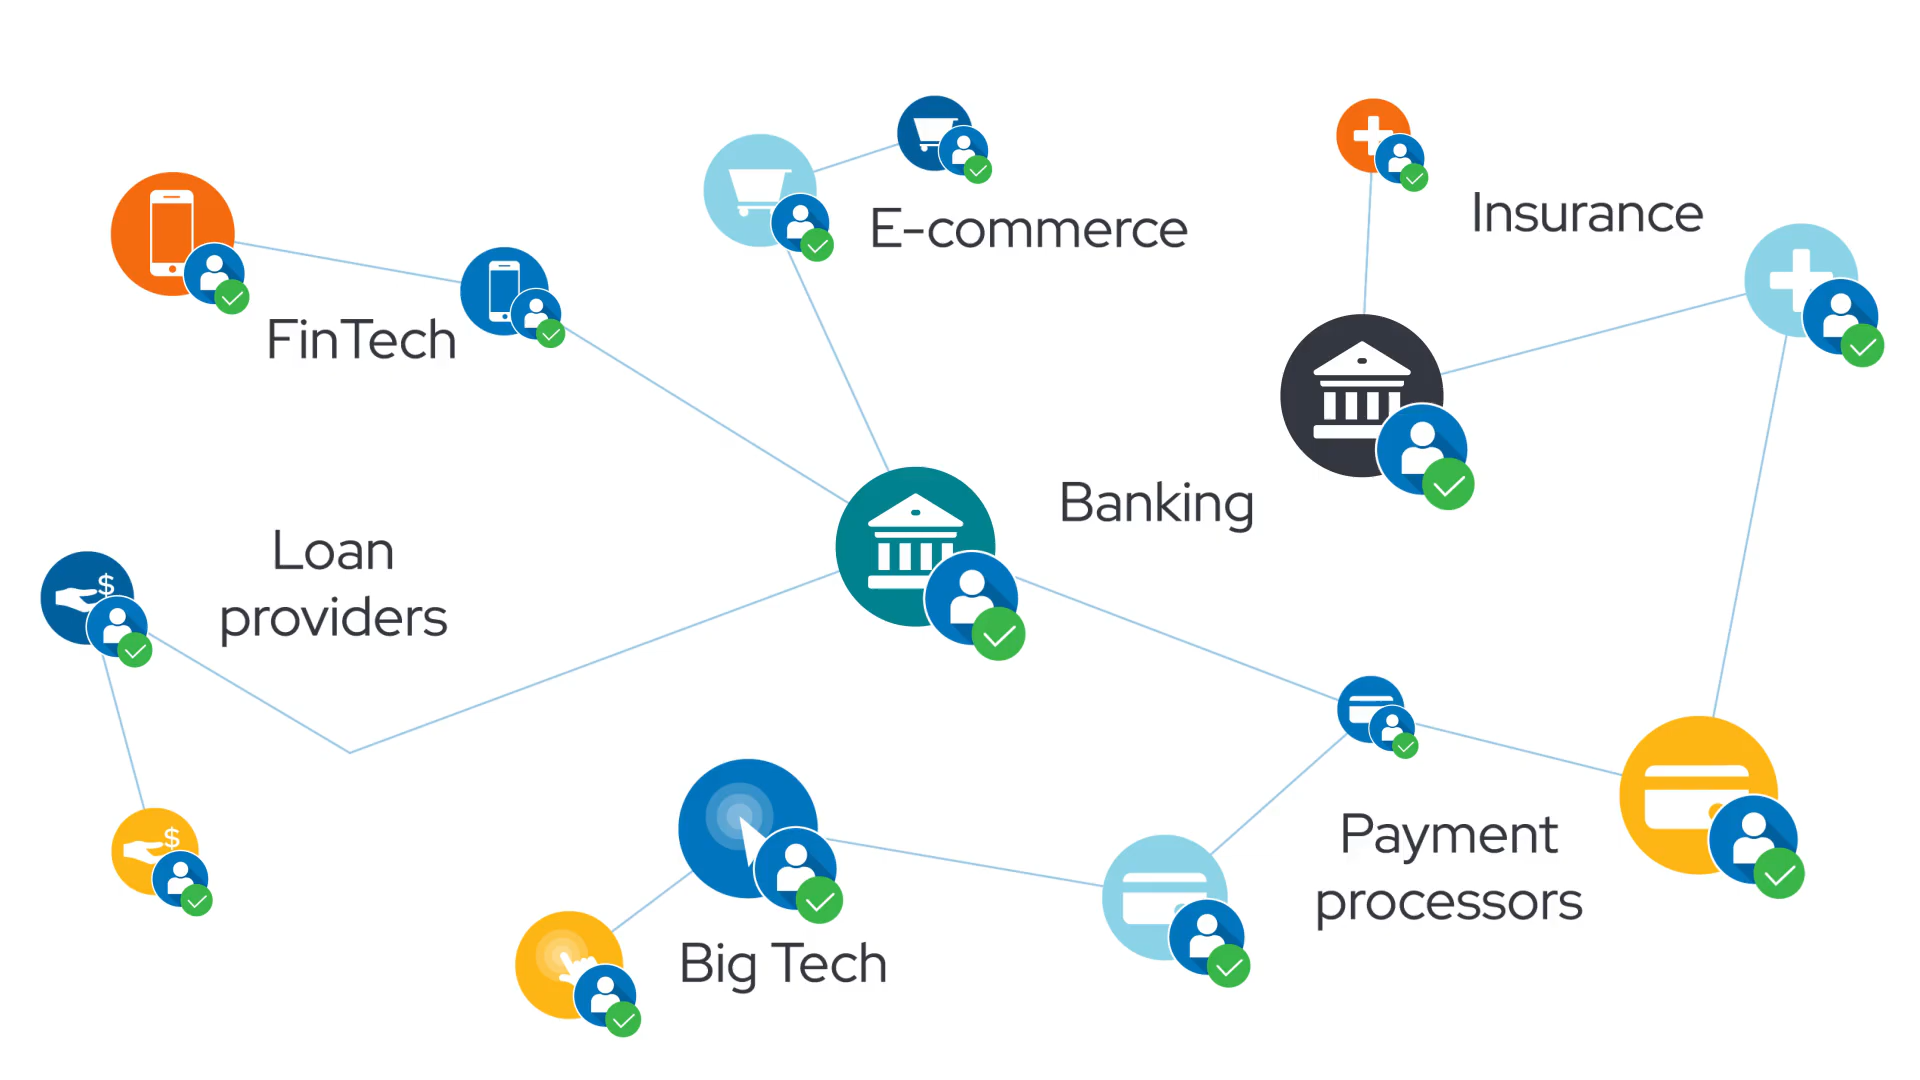 E-commerce
Insurance
FinTech
Banking
Loan
providers
$
$
Payment
processors
Big Tech